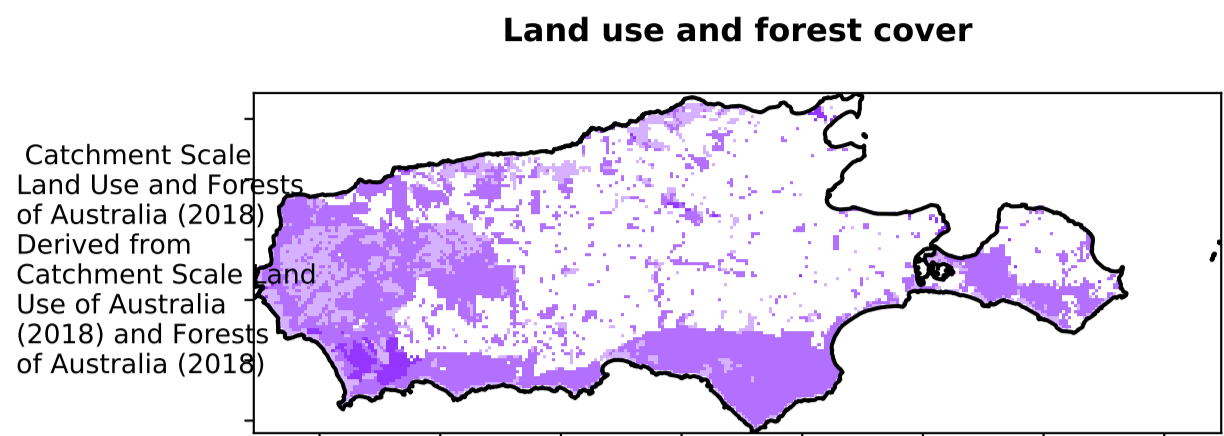 Land use and forest cover
Catchment Scale
Land Use and Forests
of Australia (2018)
Derived from
Catchment Scale Land
Use of Australia
(2018) and Forests
of Australia (2018)